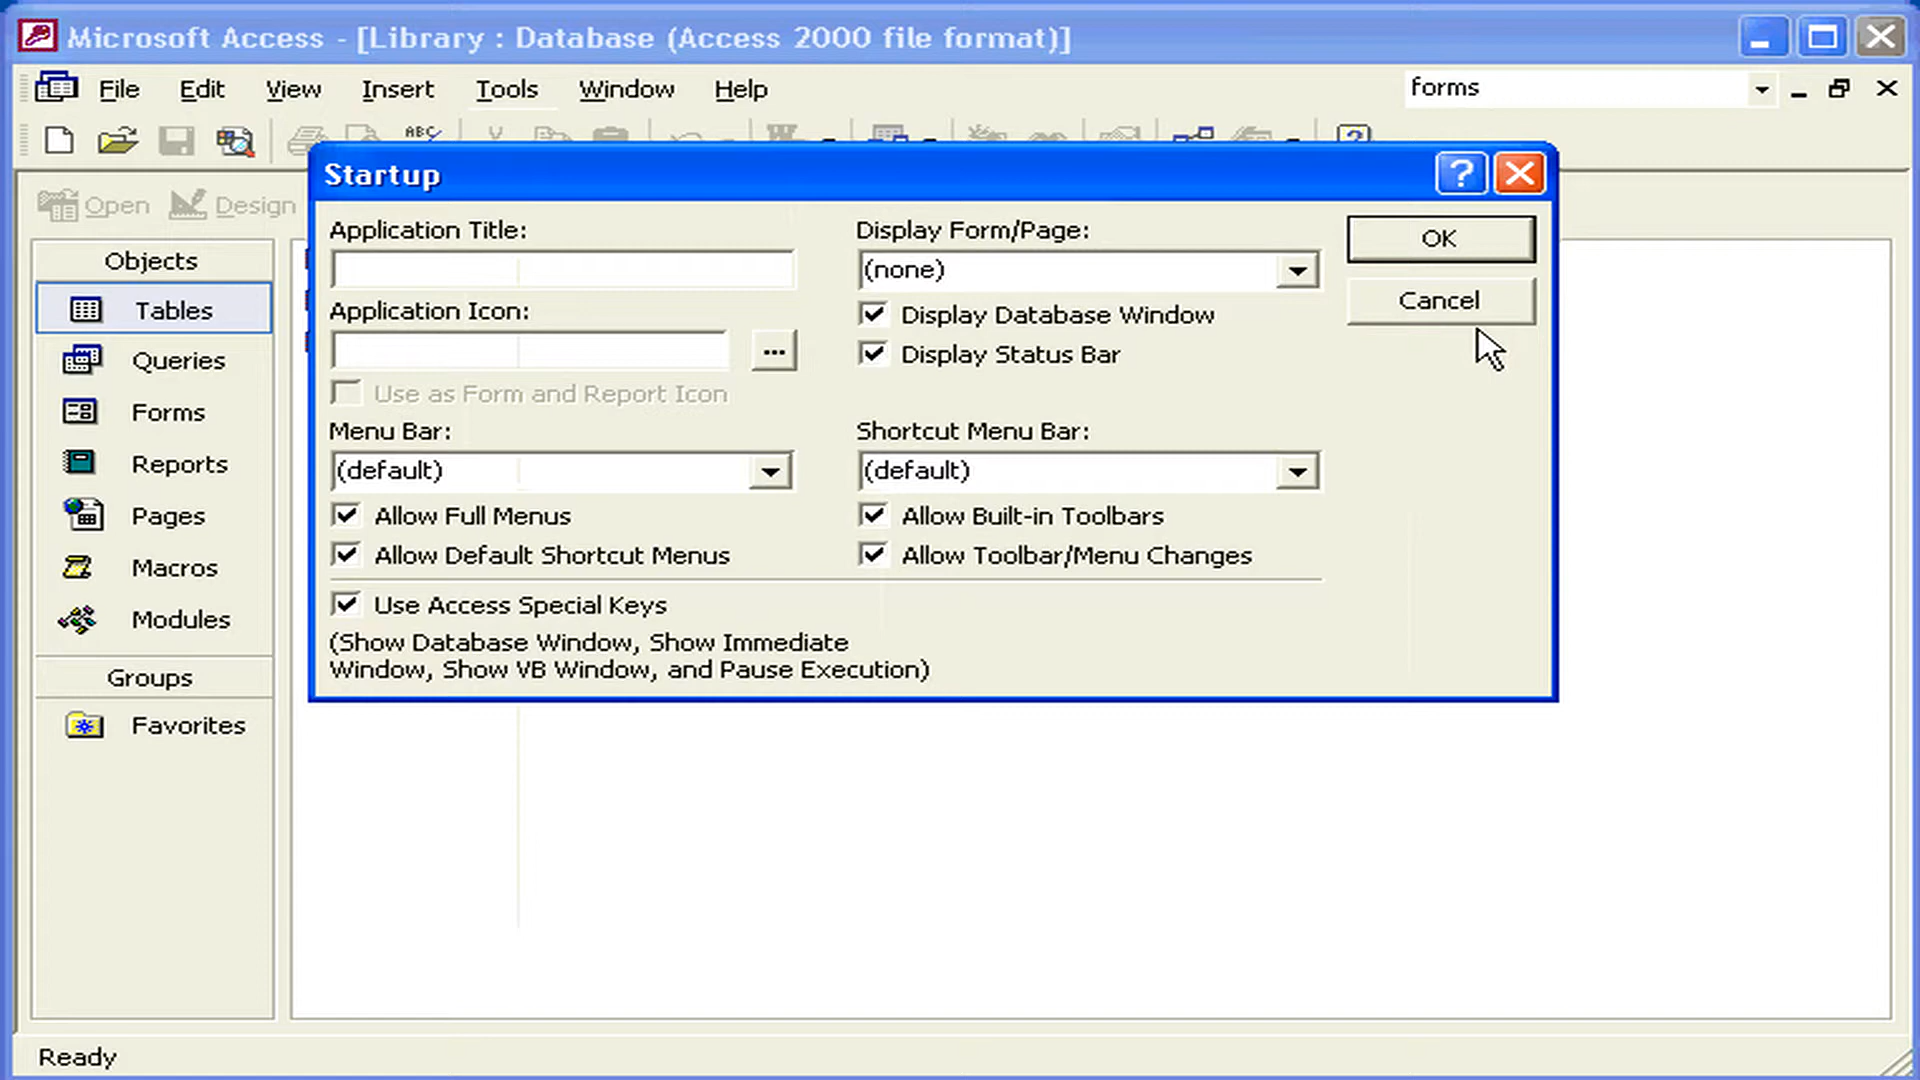 Microsoft Access - [Library : Database (Access 2000 file format)]
File Edit View Insert Tools Window Help
forms
ABC
Open Design
Startup
Application Title:
Display Form/Page:
OK
(none)
Cancel
Application Icon:
Display Database Window
...
Display Status Bar
Use as Form and Report Icon
Menu Bar:
Shortcut Menu Bar:
(default)
(default)
Allow Full Menus
Allow Built-in Toolbars
Allow Default Shortcut Menus
Allow Toolbar/Menu Changes
Use Access Special Keys
(Show Database Window, Show Immediate
Window, Show VB Window, and Pause Execution)
Objects
Tables
Queries
Forms
Reports
Pages
Macros
Modules
Groups
Favorites
Ready